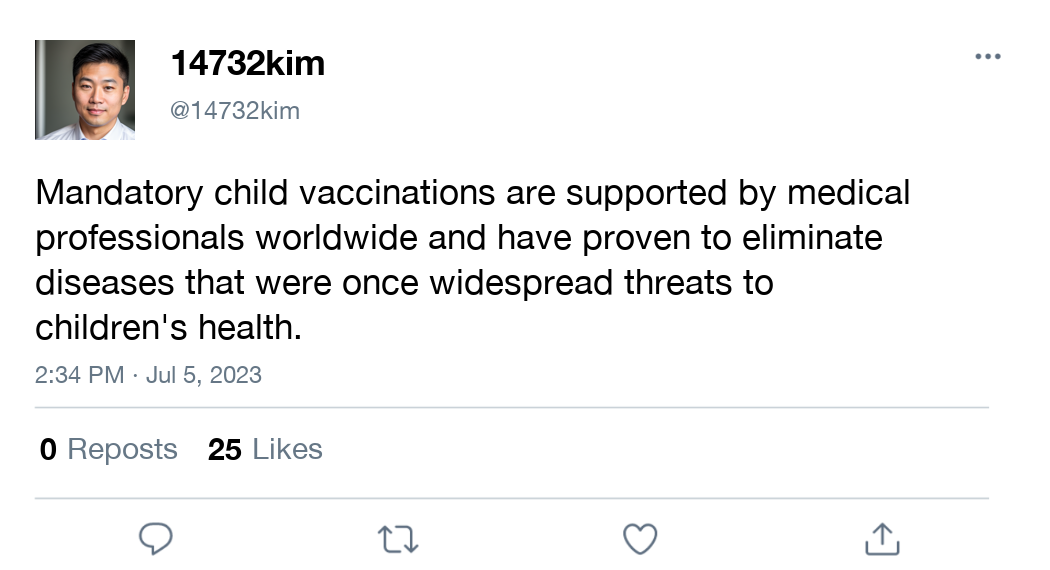 14732kim
@14732kim
Mandatory child vaccinations are supported by medical
professionals worldwide and have proven to eliminate
diseases that were once widespread threats to
children's health.
2:34 PM · Jul 5, 2023
0 Reposts 25 Likes